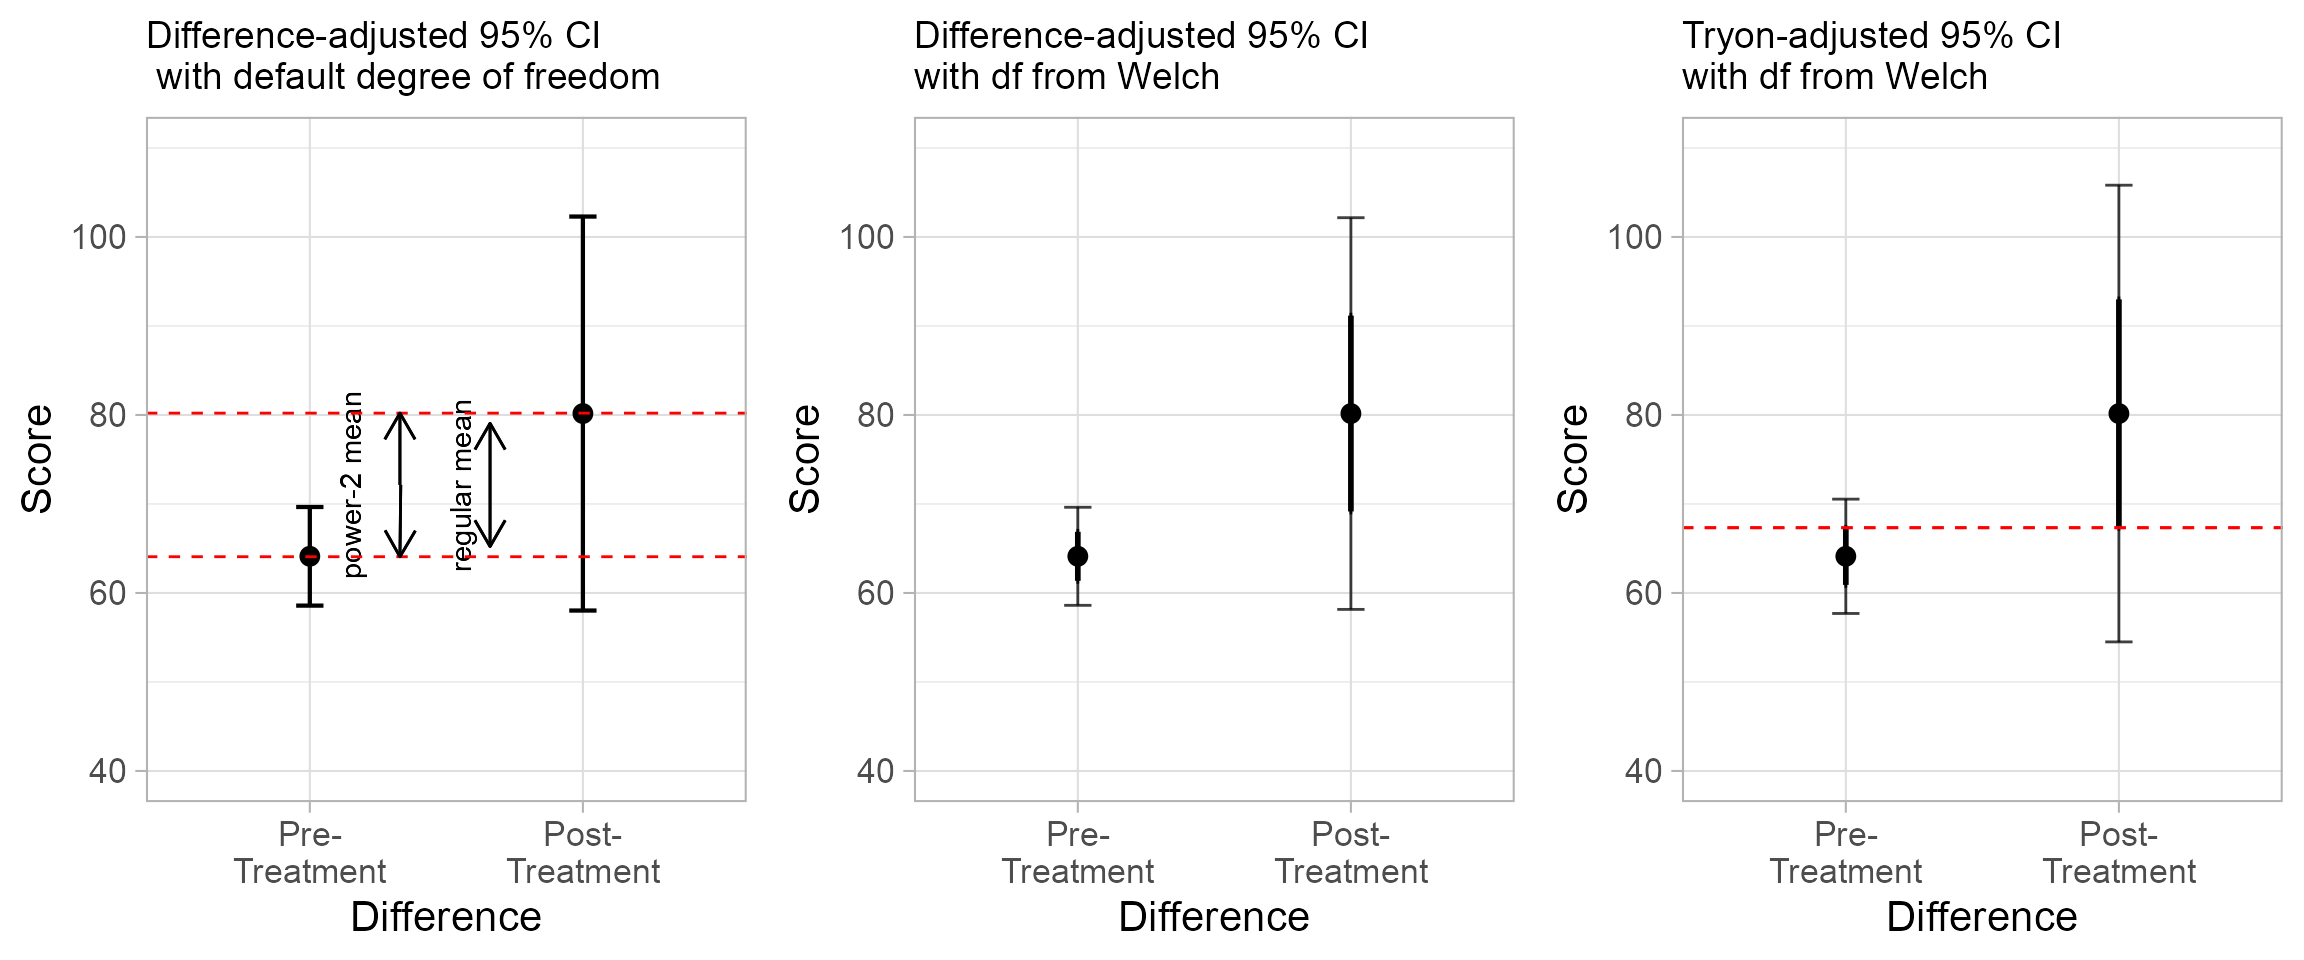 Difference-adjusted 95% CI
with default degree of freedom
Score
100
80
60
40
power-2 mean
regular mean
Pre-
Treatment
Post-
Treatment
Difference
Difference-adjusted 95% CI
with df from Welch
Score
100
80
60
40
Pre-
Treatment
Post-
Treatment
Difference
Tryon-adjusted 95% CI
with df from Welch
Score
100
80
60
40
Pre-
Treatment
Post-
Treatment
Difference